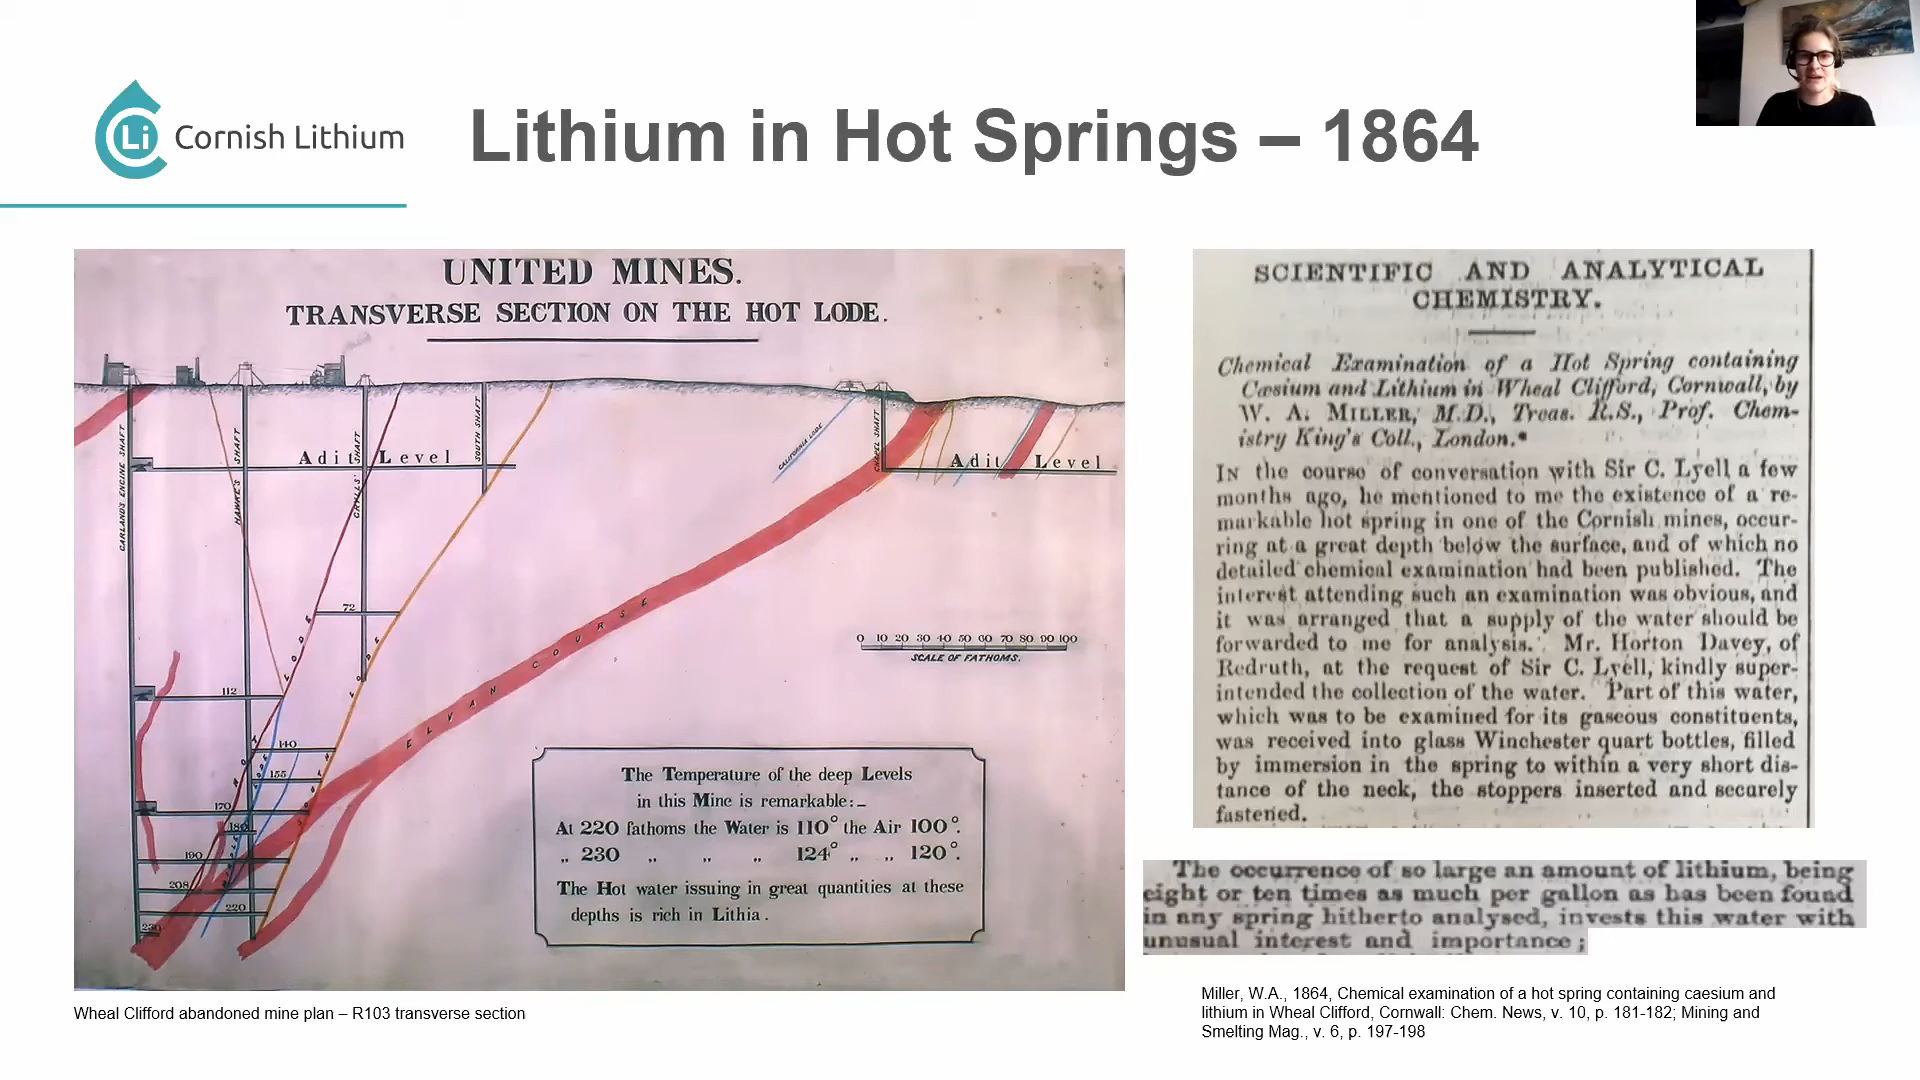 Li Cornish Lithium
Lithium in Hot Springs – 1864
UNITED MINES.
TRANSVERSE SECTION ON THE HOT LODE.
GARLAND'S ENGINE SHAFT
HAWKE'S SHAFT
GRYLLS' SHAFT
SOUTH SHAFT
CALIFORNIA LODE
CHAPEL SHAFT
Adit Level
Adit Level
72
112
140
155
170
180
190
208
220
230
HOT LODE
LODE
ELVAN COURSE
0 10 20 30 40 50 60 70 80 90 100
SCALE OF FATHOMS.
The Temperature of the deep Levels
in this Mine is remarkable:–
At 220 fathoms the Water is 110° the Air 100°.
„ 230 „ „ „ 124° „ „ 120°.
The Hot water issuing in great quantities at these
depths is rich in Lithia.
Wheal Clifford abandoned mine plan – R103 transverse section
SCIENTIFIC AND ANALYTICAL
CHEMISTRY.
Chemical Examination of a Hot Spring containing
Cæsium and Lithium in Wheal Clifford, Cornwall, by
W. A. MILLER, M.D., Treas. R.S., Prof. Chem-
istry King's Coll., London.*
IN the course of conversation with Sir C. Lyell a few
months ago, he mentioned to me the existence of a re-
markable hot spring in one of the Cornish mines, occur-
ring at a great depth below the surface, and of which no
detailed chemical examination had been published. The
interest attending such an examination was obvious, and
it was arranged that a supply of the water should be
forwarded to me for analysis. Mr. Horton Davey, of
Redruth, at the request of Sir C. Lyell, kindly super-
intended the collection of the water. Part of this water,
which was to be examined for its gaseous constituents,
was received into glass Winchester quart bottles, filled
by immersion in the spring to within a very short dis-
tance of the neck, the stoppers inserted and securely
fastened.
The occurrence of so large an amount of lithium, being
eight or ten times as much per gallon as has been found
in any spring hitherto analysed, invests this water with
unusual interest and importance;
Miller, W.A., 1864, Chemical examination of a hot spring containing caesium and
lithium in Wheal Clifford, Cornwall: Chem. News, v. 10, p. 181-182; Mining and
Smelting Mag., v. 6, p. 197-198